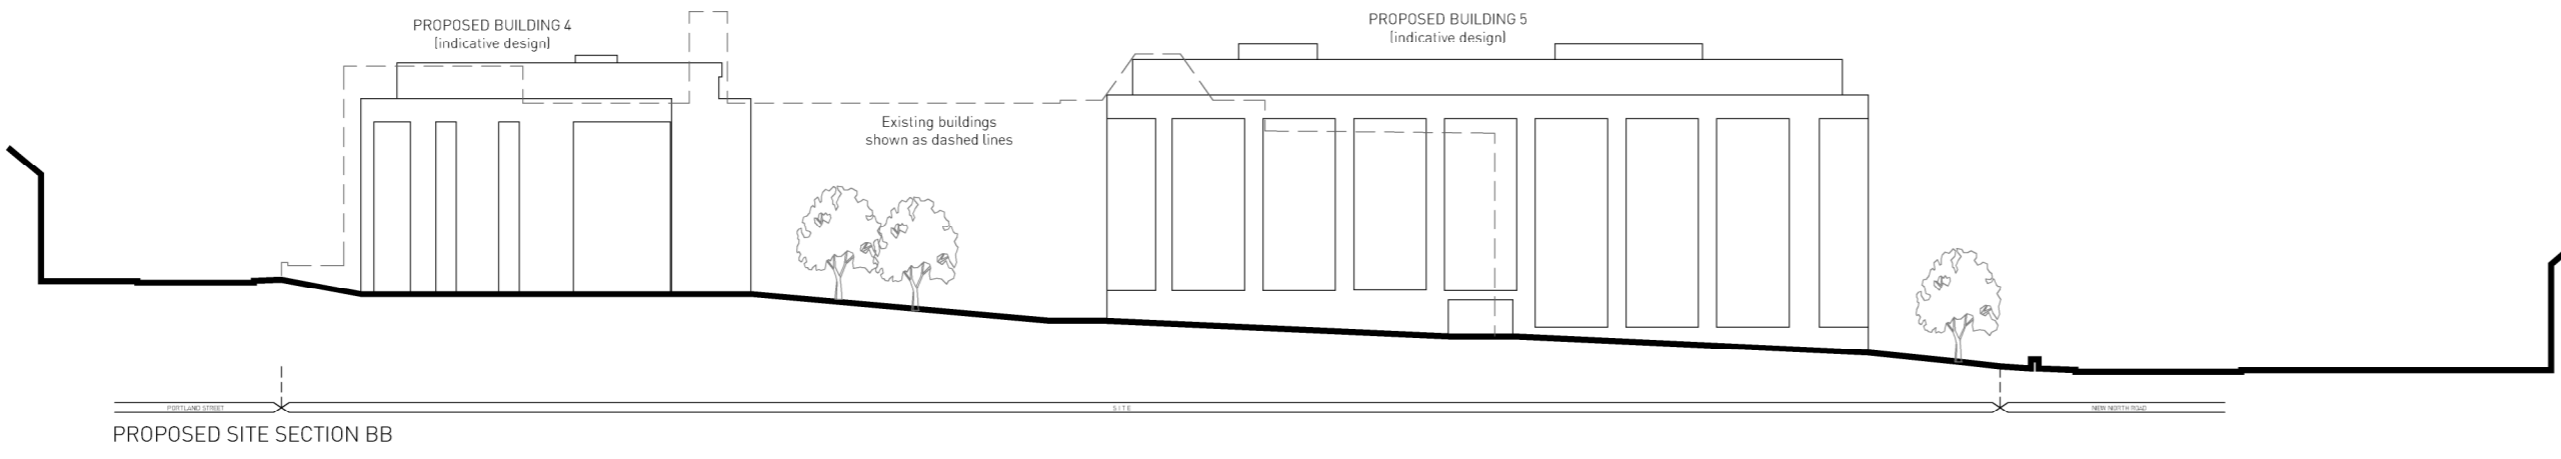 PROPOSED BUILDING 4
(indicative design)
PROPOSED BUILDING 5
(indicative design)
Existing buildings
shown as dashed lines
PORTLAND STREET
SITE
NEW NORTH ROAD
PROPOSED SITE SECTION BB